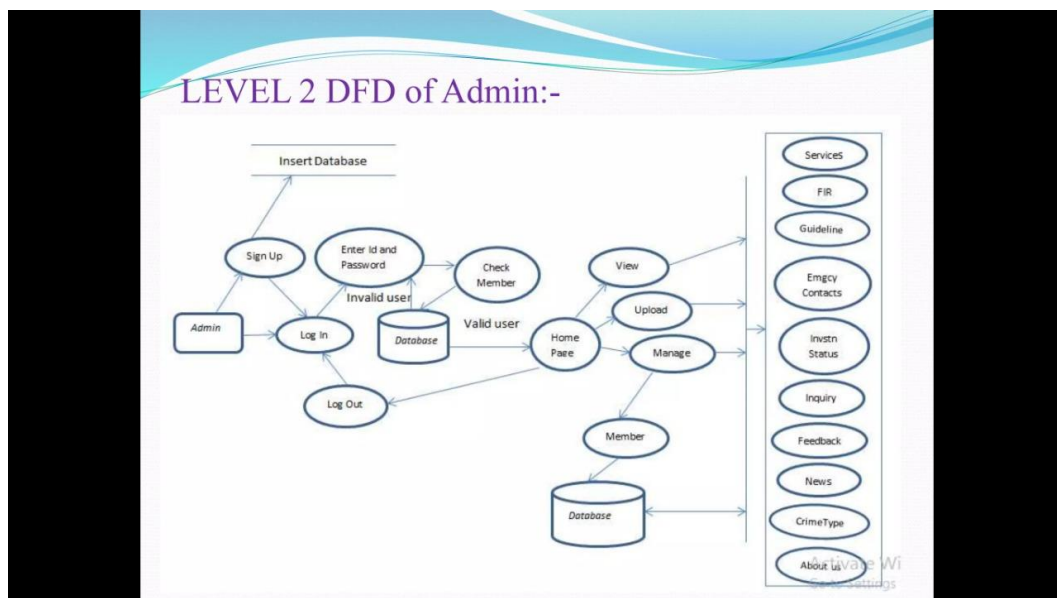 LEVEL 2 DFD of Admin:-
Insert Database
Sign Up
Enter Id and
Password
Check
Member
Invalid user
Admin
Log In
Database
Valid user
Home
Page
View
Upload
Manage
Log Out
Member
Database
Services
FIR
Guideline
Emgcy
Contacts
Invstn
Status
Inquiry
Feedback
News
CrimeType
About us
Activate Wi
Go to Settings